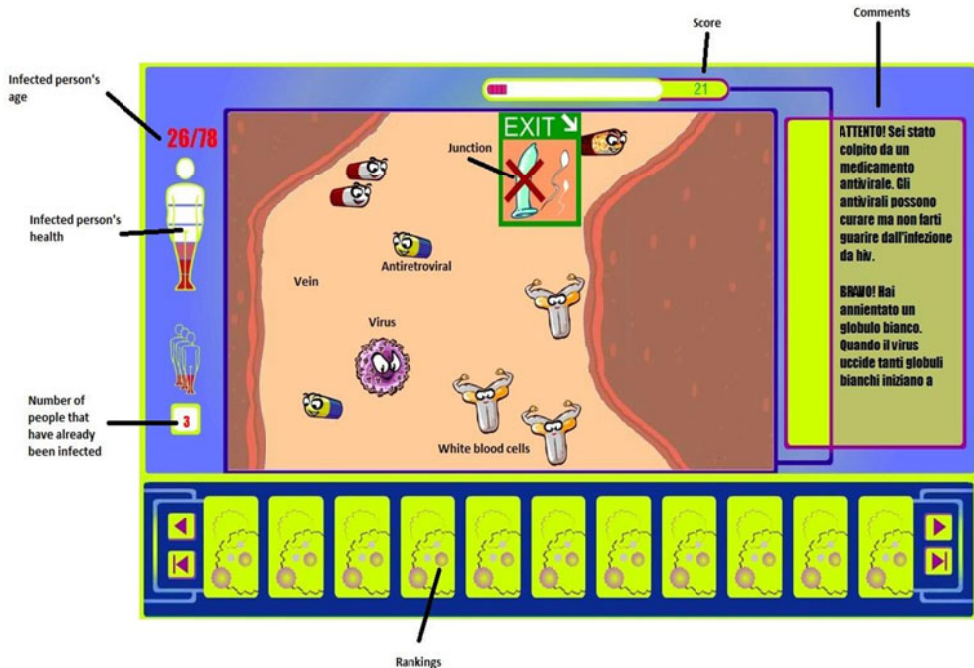 Score
Comments
Infected person's
age
26/78
21
EXIT
Junction
ATTENTO! Sei stato
colpito da un
medicamento
antivirale. Gli
antivirali possono
curare ma non farti
guarire dall'infezione
da hiv.
BRAVO! Hai
annientato un
globulo bianco.
Quando il virus
uccide tanti globuli
bianchi iniziano a
Infected person's
health
Antiretroviral
Vein
Virus
Number of
people that
have already
been infected
3
White blood cells
Rankings